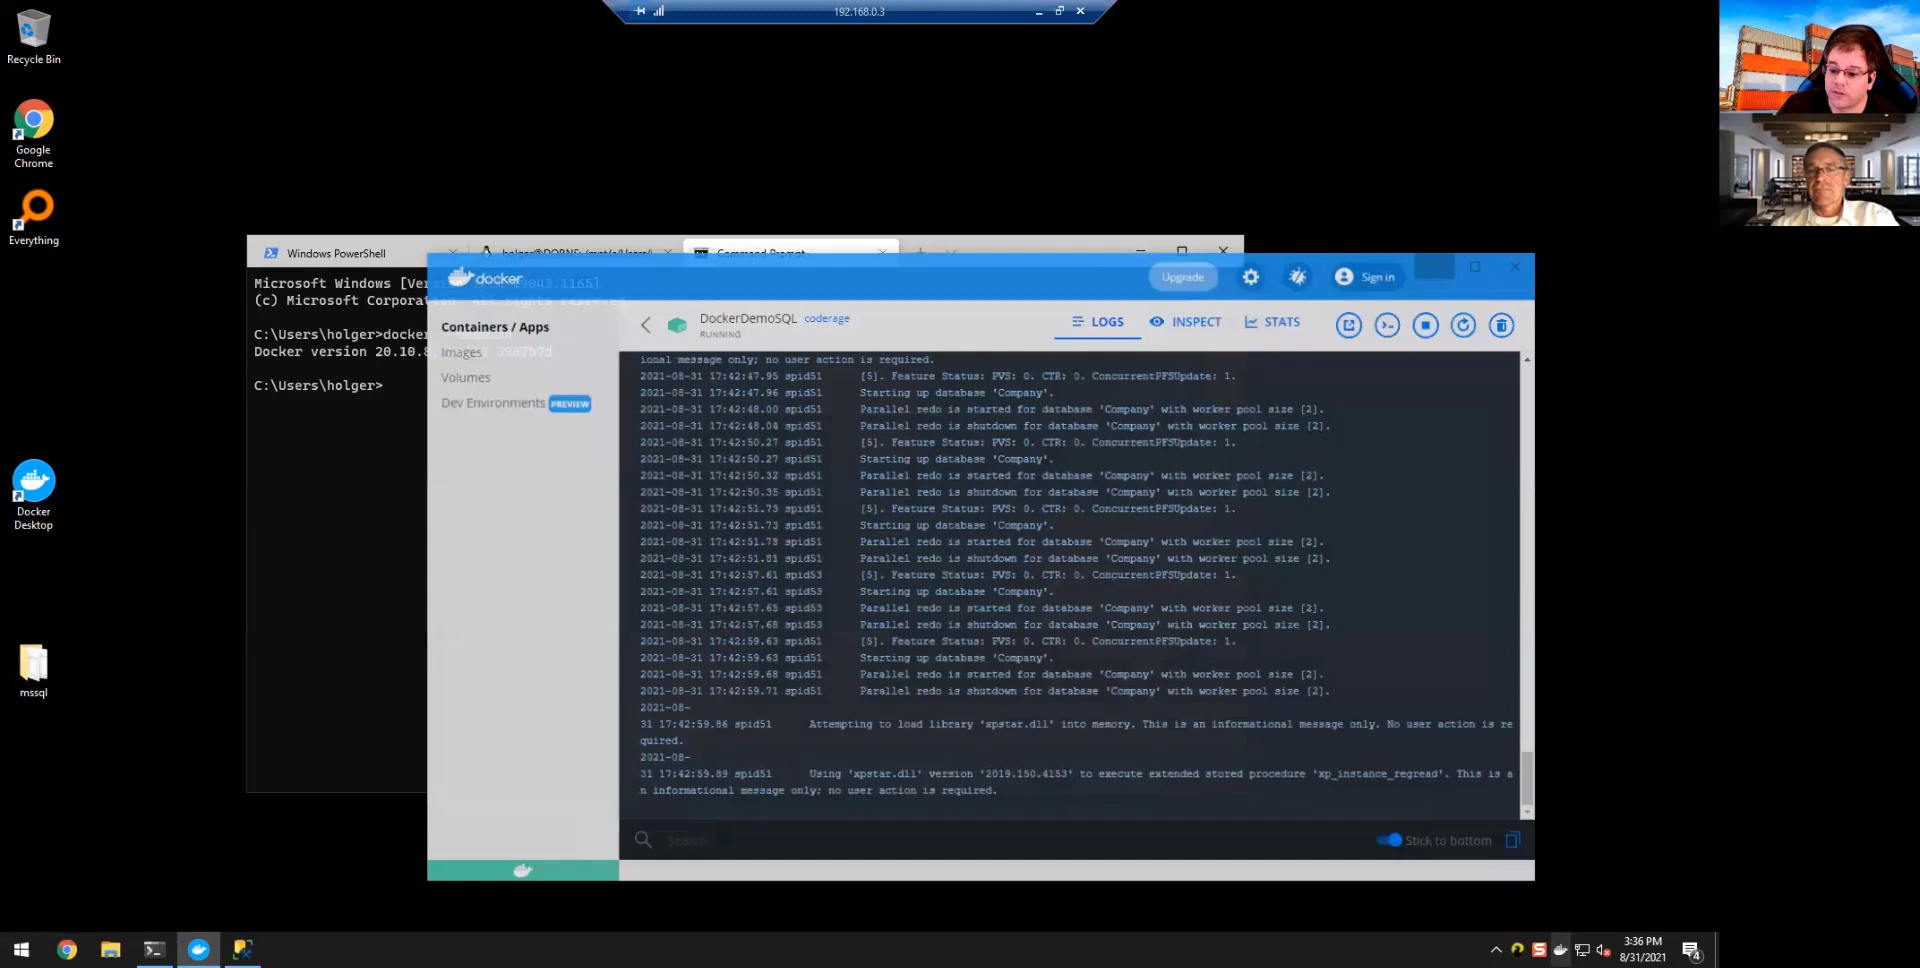 192.168.0.3
Recycle Bin
Google
Chrome
Everything
Docker
Desktop
mssql
Windows PowerShell
Command Prompt
Microsoft Windows
(c) Microsoft Corporation
C:\Users\holger>docker
Docker version 20.10.8,
C:\Users\holger>
docker
Upgrade
Sign in
Containers / Apps
Images
Volumes
Dev Environments PREVIEW
DockerDemoSQL coderage
RUNNING
LOGS
INSPECT
STATS
ional message only; no user action is required.
2021-08-31 17:42:47.95 spid51 [5]. Feature Status: PVS: 0. CTR: 0. ConcurrentPFSUpdate: 1.
2021-08-31 17:42:47.96 spid51 Starting up database 'Company'.
2021-08-31 17:42:48.00 spid51 Parallel redo is started for database 'Company' with worker pool size [2].
2021-08-31 17:42:48.04 spid51 Parallel redo is shutdown for database 'Company' with worker pool size [2].
2021-08-31 17:42:50.27 spid51 [5]. Feature Status: PVS: 0. CTR: 0. ConcurrentPFSUpdate: 1.
2021-08-31 17:42:50.27 spid51 Starting up database 'Company'.
2021-08-31 17:42:50.32 spid51 Parallel redo is started for database 'Company' with worker pool size [2].
2021-08-31 17:42:50.35 spid51 Parallel redo is shutdown for database 'Company' with worker pool size [2].
2021-08-31 17:42:51.73 spid51 [5]. Feature Status: PVS: 0. CTR: 0. ConcurrentPFSUpdate: 1.
2021-08-31 17:42:51.73 spid51 Starting up database 'Company'.
2021-08-31 17:42:51.78 spid51 Parallel redo is started for database 'Company' with worker pool size [2].
2021-08-31 17:42:51.81 spid51 Parallel redo is shutdown for database 'Company' with worker pool size [2].
2021-08-31 17:42:57.61 spid53 [5]. Feature Status: PVS: 0. CTR: 0. ConcurrentPFSUpdate: 1.
2021-08-31 17:42:57.61 spid53 Starting up database 'Company'.
2021-08-31 17:42:57.65 spid53 Parallel redo is started for database 'Company' with worker pool size [2].
2021-08-31 17:42:57.68 spid53 Parallel redo is shutdown for database 'Company' with worker pool size [2].
2021-08-31 17:42:59.63 spid51 [5]. Feature Status: PVS: 0. CTR: 0. ConcurrentPFSUpdate: 1.
2021-08-31 17:42:59.63 spid51 Starting up database 'Company'.
2021-08-31 17:42:59.68 spid51 Parallel redo is started for database 'Company' with worker pool size [2].
2021-08-31 17:42:59.71 spid51 Parallel redo is shutdown for database 'Company' with worker pool size [2].
2021-08-
31 17:42:59.86 spid51 Attempting to load library 'xpstar.dll' into memory. This is an informational message only. No user action is re
quired.
2021-08-
31 17:42:59.89 spid51 Using 'xpstar.dll' version '2019.150.4153' to execute extended stored procedure 'xp_instance_regread'. This is a
n informational message only; no user action is required.
Search
Stick to bottom
3:36 PM
8/31/2021
4